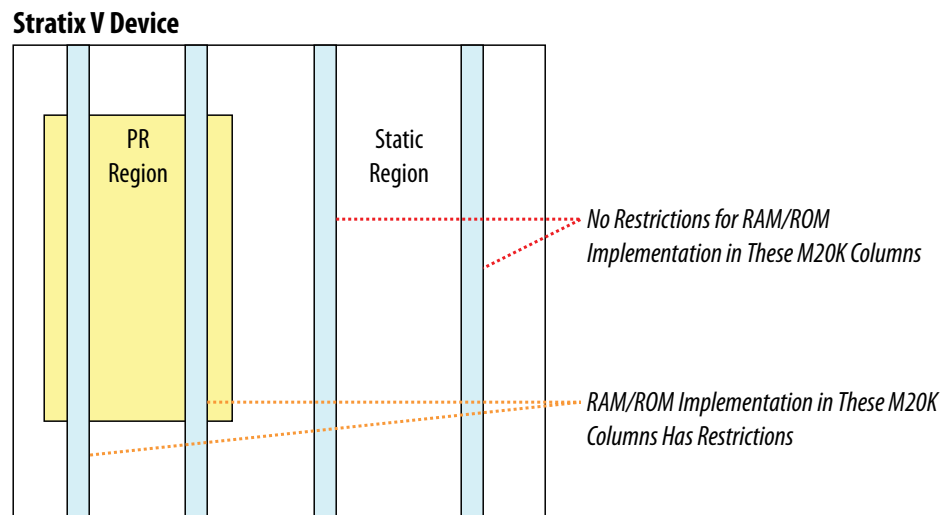 Stratix V Device
PR
Region
Static
Region
No Restrictions for RAM/ROM
Implementation in These M20K Columns
RAM/ROM Implementation in These M20K
Columns Has Restrictions